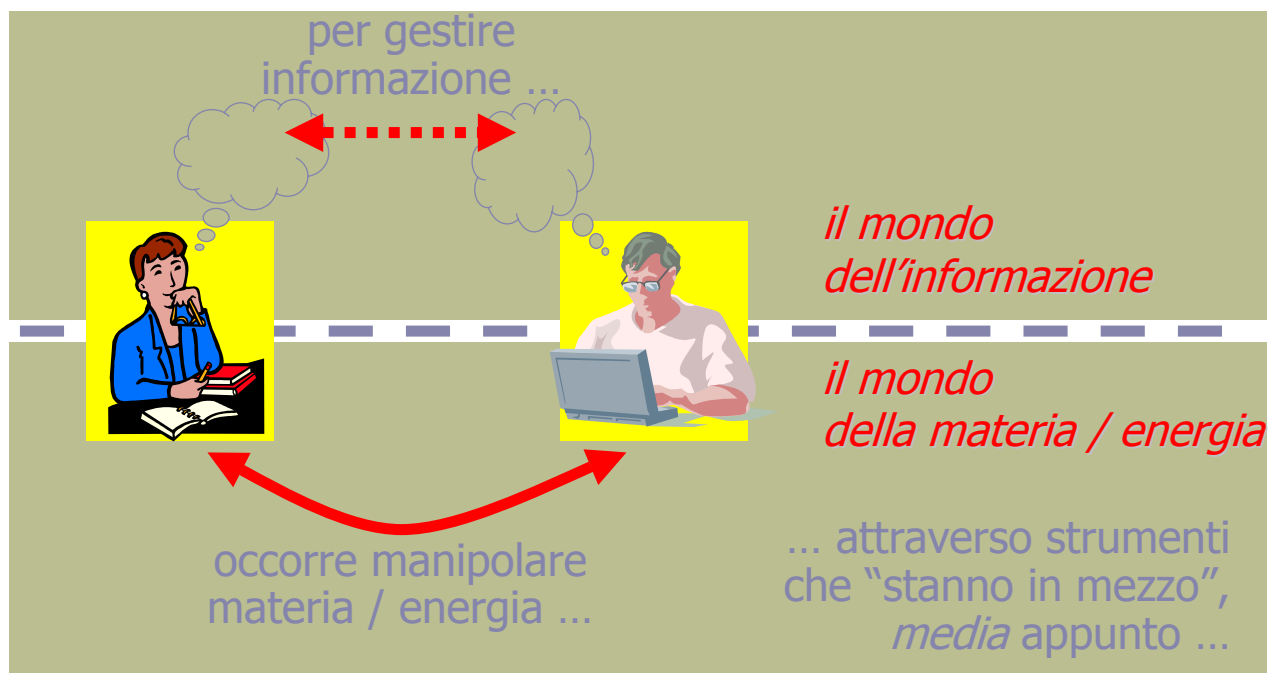 per gestire
informazione …
il mondo
dell’informazione
il mondo
della materia / energia
occorre manipolare
materia / energia …
… attraverso strumenti
che “stanno in mezzo”,
media appunto …